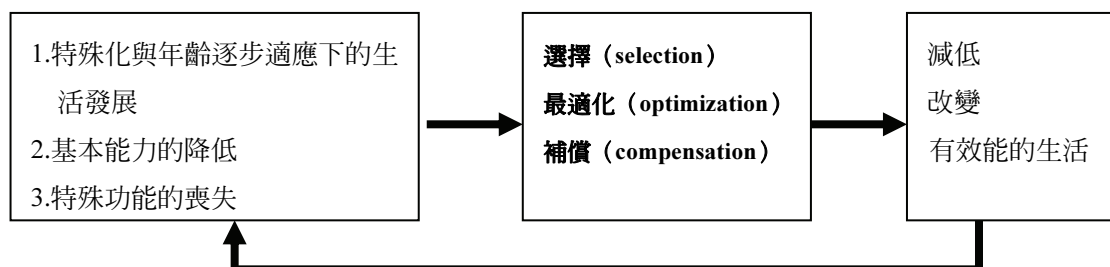 1.特殊化與年齡逐步適應下的生
活發展
2.基本能力的降低
3.特殊功能的喪失
選擇（selection）
最適化（optimization）
補償（compensation）
減低
改變
有效能的生活